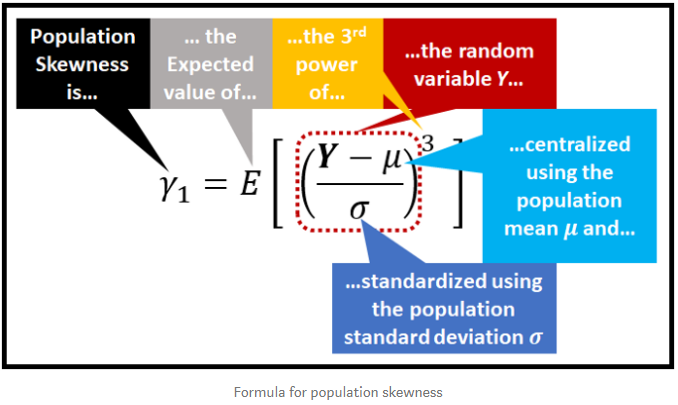 Population
Skewness
is...
... the
Expected
value of...
...the 3rd
power
of...
...the random
variable Y...
γ₁ = E [ ( (Y − μ) / σ )³ ]
...centralized
using the
population
mean μ and...
...standardized using
the population
standard deviation σ
Formula for population skewness